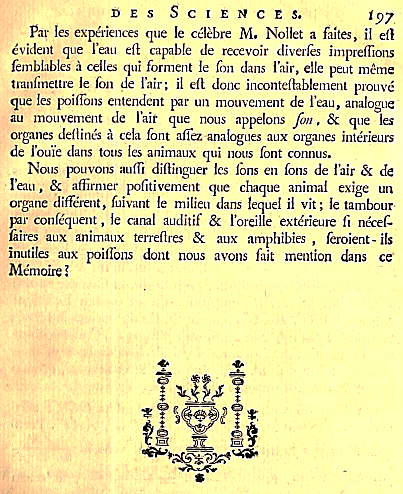 DES SCIENCES. 197
Par les expériences que le célèbre M. Nollet a faites, il eſt
évident que l'eau eſt capable de recevoir diverſes impreſſions
ſemblables à celles qui forment le ſon dans l'air, elle peut même
tranſmettre le ſon de l'air; il eſt donc inconteſtablement prouvé
que les poiſſons entendent par un mouvement de l'eau, analogue
au mouvement de l'air que nous appelons ſon, & que les
organes deſtinés à cela ſont aſſez analogues aux organes intérieurs
de l'ouïe dans tous les animaux qui nous ſont connus.
Nous pouvons auſſi diſtinguer les ſons en ſons de l'air & de
l'eau, & affirmer poſitivement que chaque animal exige un
organe différent, ſuivant le milieu dans lequel il vit; le tambour
par conſéquent, le canal auditif & l'oreille extérieure ſi néceſ-
ſaires aux animaux terreſtres & aux amphibies, ſeroient-ils
inutiles aux poiſſons dont nous avons fait mention dans ce
Mémoire?